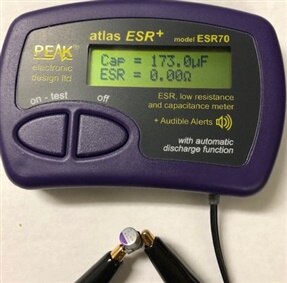 PEAK
electronic
design ltd
atlas ESR+
model ESR70
Cap = 173.0µF
ESR = 0.00Ω
on - test
off
ESR, low resistance
and capacitance meter
+ Audible Alerts
with automatic
discharge function